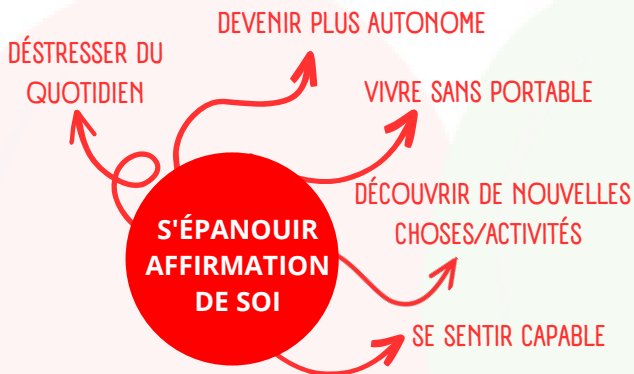 DEVENIR PLUS AUTONOME
DÉSTRESSER DU
QUOTIDIEN
VIVRE SANS PORTABLE
DÉCOUVRIR DE NOUVELLES
CHOSES/ACTIVITÉS
S'ÉPANOUIR
AFFIRMATION
DE SOI
SE SENTIR CAPABLE